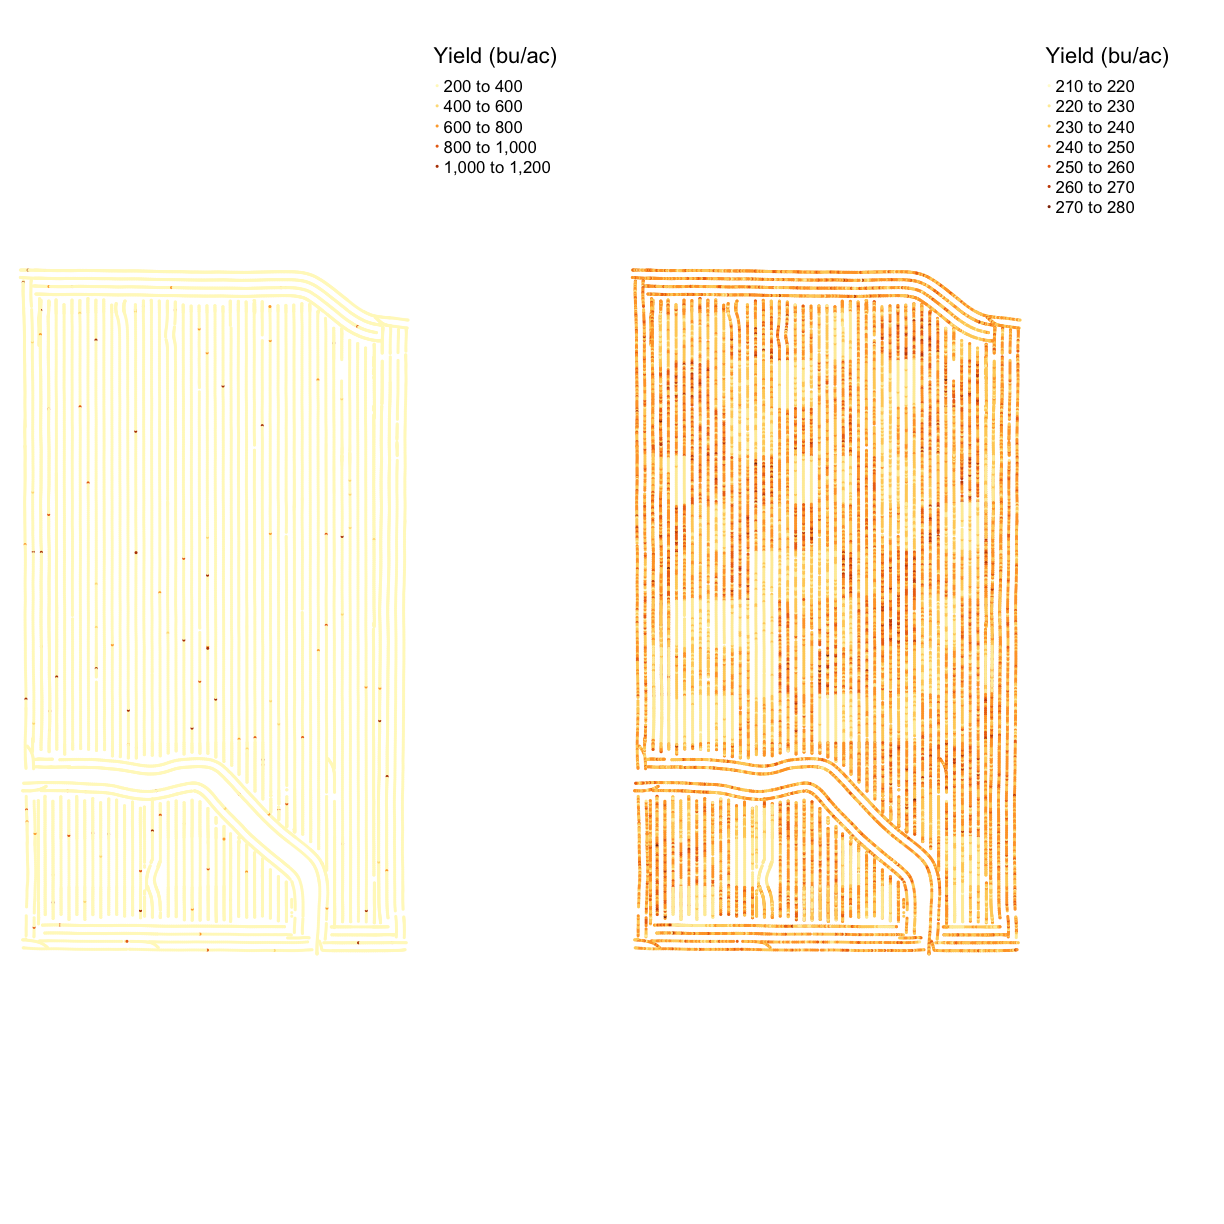 Yield (bu/ac)
200 to 400
400 to 600
600 to 800
800 to 1,000
1,000 to 1,200
Yield (bu/ac)
210 to 220
220 to 230
230 to 240
240 to 250
250 to 260
260 to 270
270 to 280